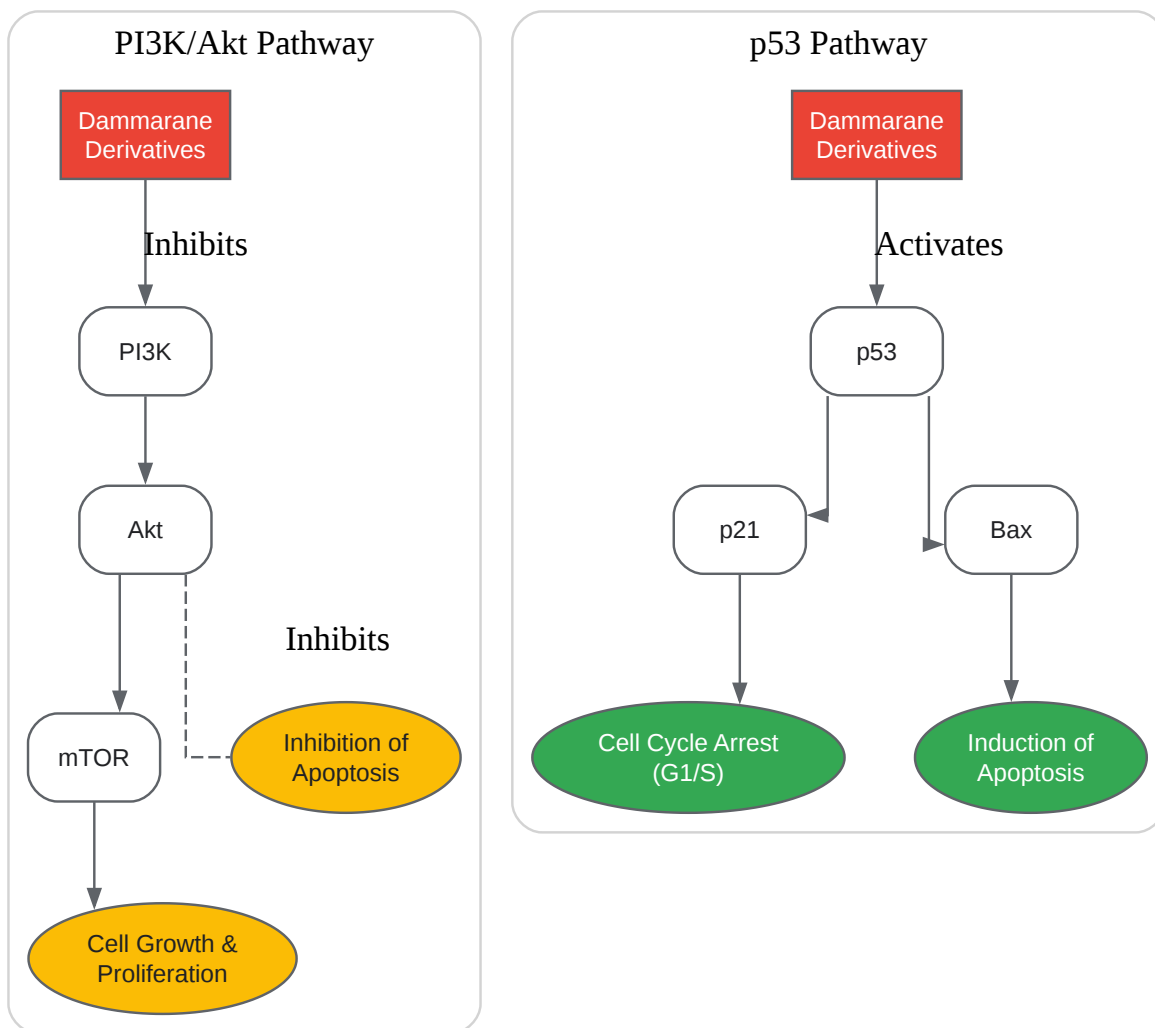 PI3K/Akt Pathway
Dammarane
Derivatives
Inhibits
PI3K
Akt
Inhibits
mTOR
Inhibition of
Apoptosis
Cell Growth &
Proliferation
p53 Pathway
Dammarane
Derivatives
Activates
p53
p21
Bax
Cell Cycle Arrest
(G1/S)
Induction of
Apoptosis